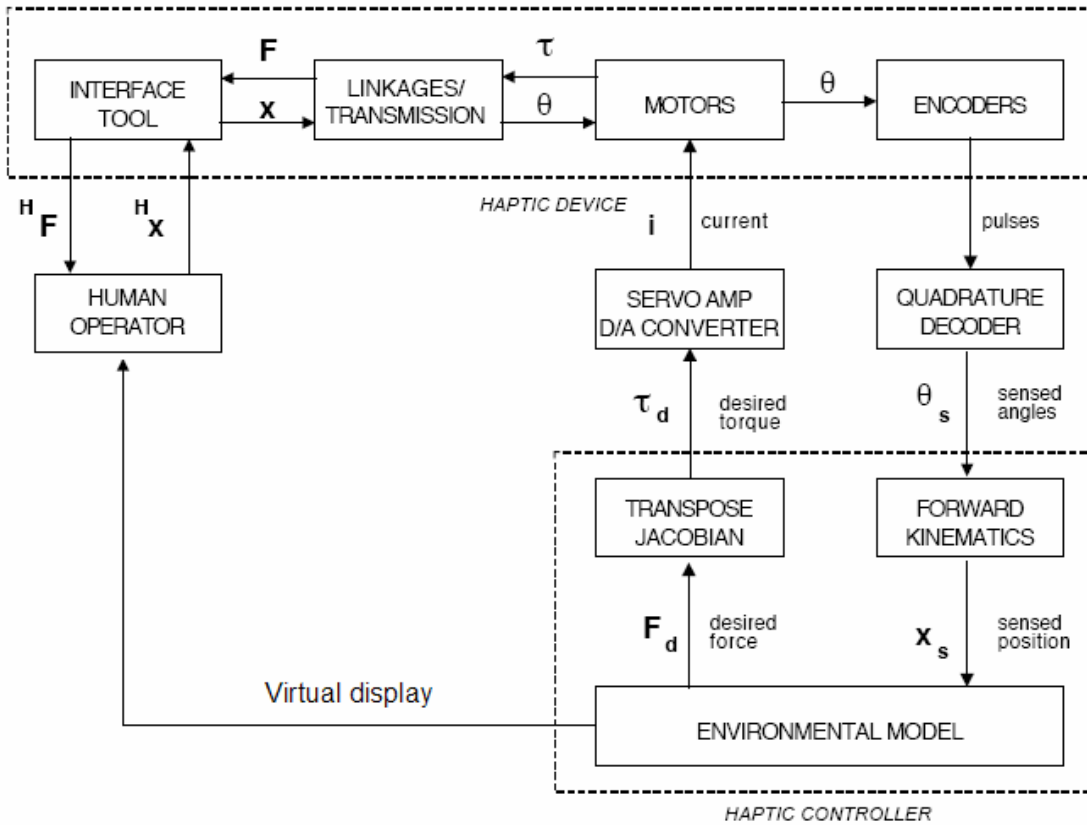 F
τ
INTERFACE
TOOL
LINKAGES/
TRANSMISSION
MOTORS
θ
ENCODERS
x
θ
HAPTIC DEVICE
H
F
H
x
i
current
pulses
HUMAN
OPERATOR
SERVO AMP
D/A CONVERTER
QUADRATURE
DECODER
τ d
desired
torque
θ s
sensed
angles
TRANSPOSE
JACOBIAN
FORWARD
KINEMATICS
F d
desired
force
x s
sensed
position
Virtual display
ENVIRONMENTAL MODEL
HAPTIC CONTROLLER